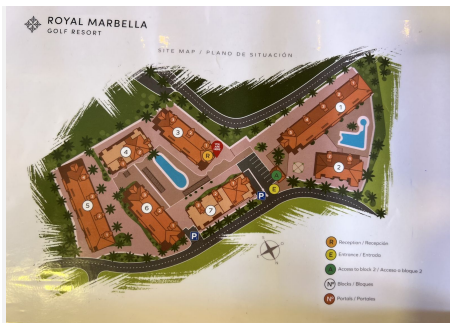 ROYAL MARBELLA
GOLF RESORT
SITE MAP / PLANO DE SITUACIÓN
1
3
2
4
R
5
6
7
A
E
P
P
R Reception / Recepción
E Entrance / Entrada
A Access to block 2 / Acceso a bloque 2
Nº Blocks / Bloques
Nº Portals / Portales